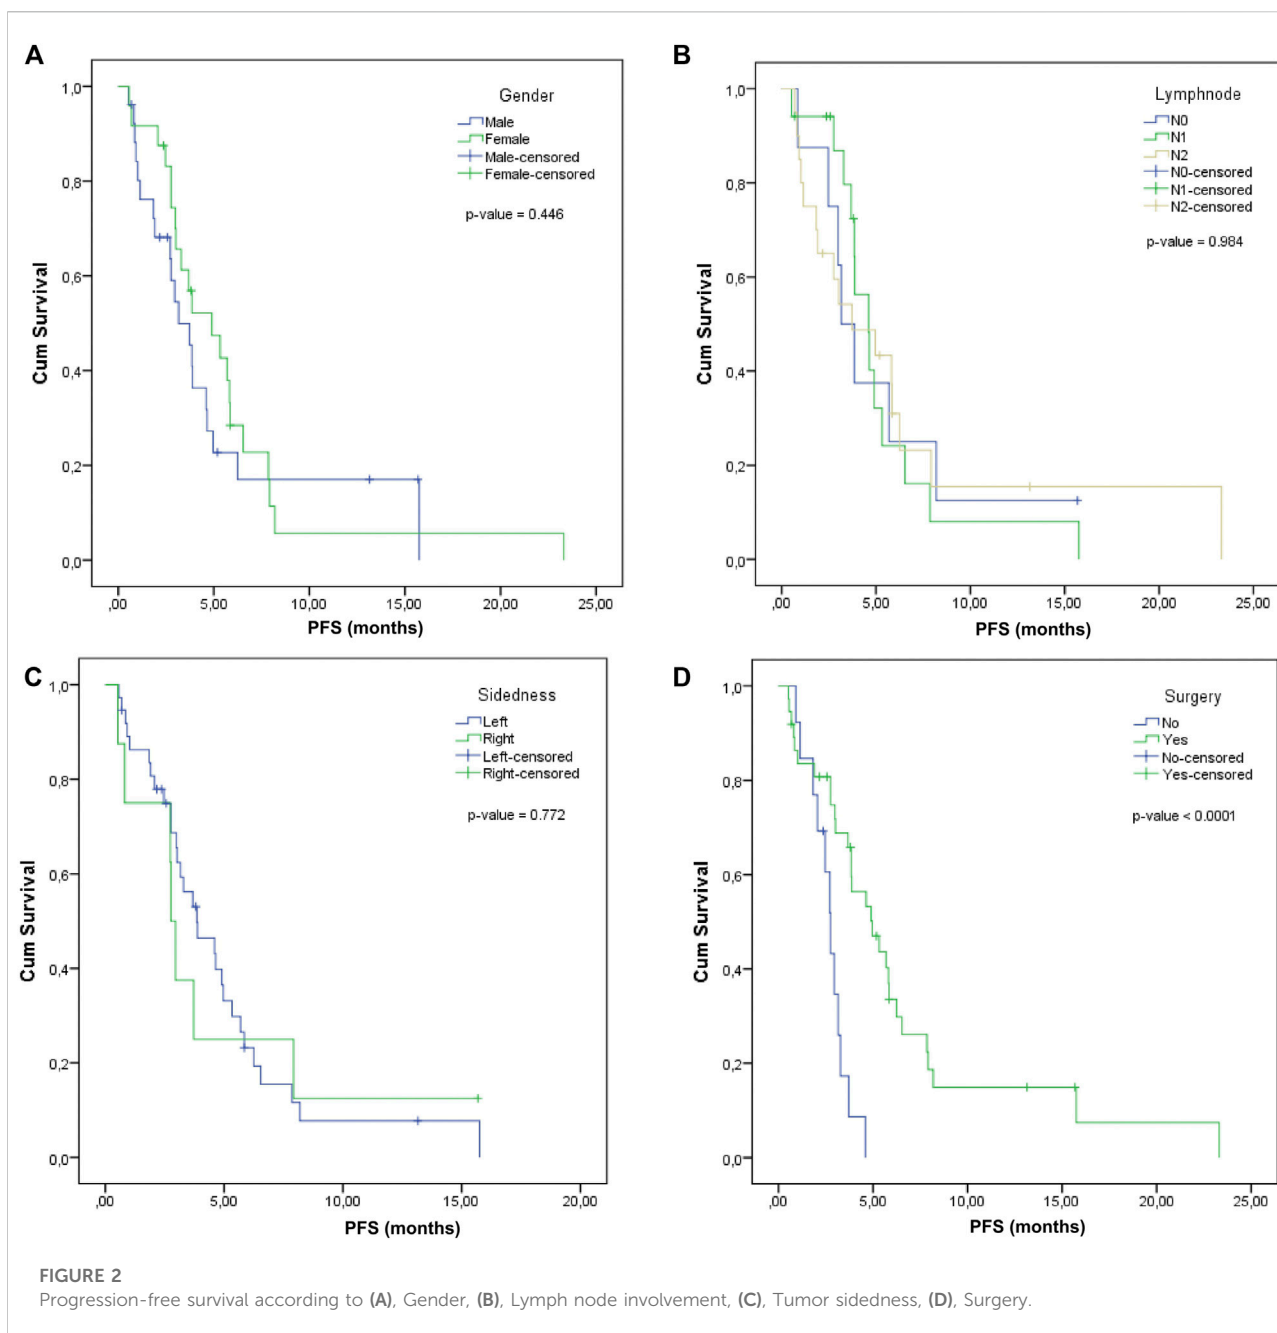 A
Gender
Male
Female
Male-censored
Female-censored
p-value = 0.446
1,0
0,8
0,6
0,4
0,2
0,0
Cum Survival
,00 5,00 10,00 15,00 20,00 25,00
PFS (months)
B
Lymphnode
N0
N1
N2
N0-censored
N1-censored
N2-censored
p-value = 0.984
1,0
0,8
0,6
0,4
0,2
0,0
Cum Survival
,00 5,00 10,00 15,00 20,00 25,00
PFS (months)
C
Sidedness
Left
Right
Left-censored
Right-censored
p-value = 0.772
1,0
0,8
0,6
0,4
0,2
0,0
Cum Survival
,00 5,00 10,00 15,00 20,00
PFS (months)
D
Surgery
No
Yes
No-censored
Yes-censored
p-value < 0.0001
1,0
0,8
0,6
0,4
0,2
0,0
Cum Survival
,00 5,00 10,00 15,00 20,00 25,00
PFS (months)
FIGURE 2
Progression-free survival according to (A), Gender, (B), Lymph node involvement, (C), Tumor sidedness, (D), Surgery.